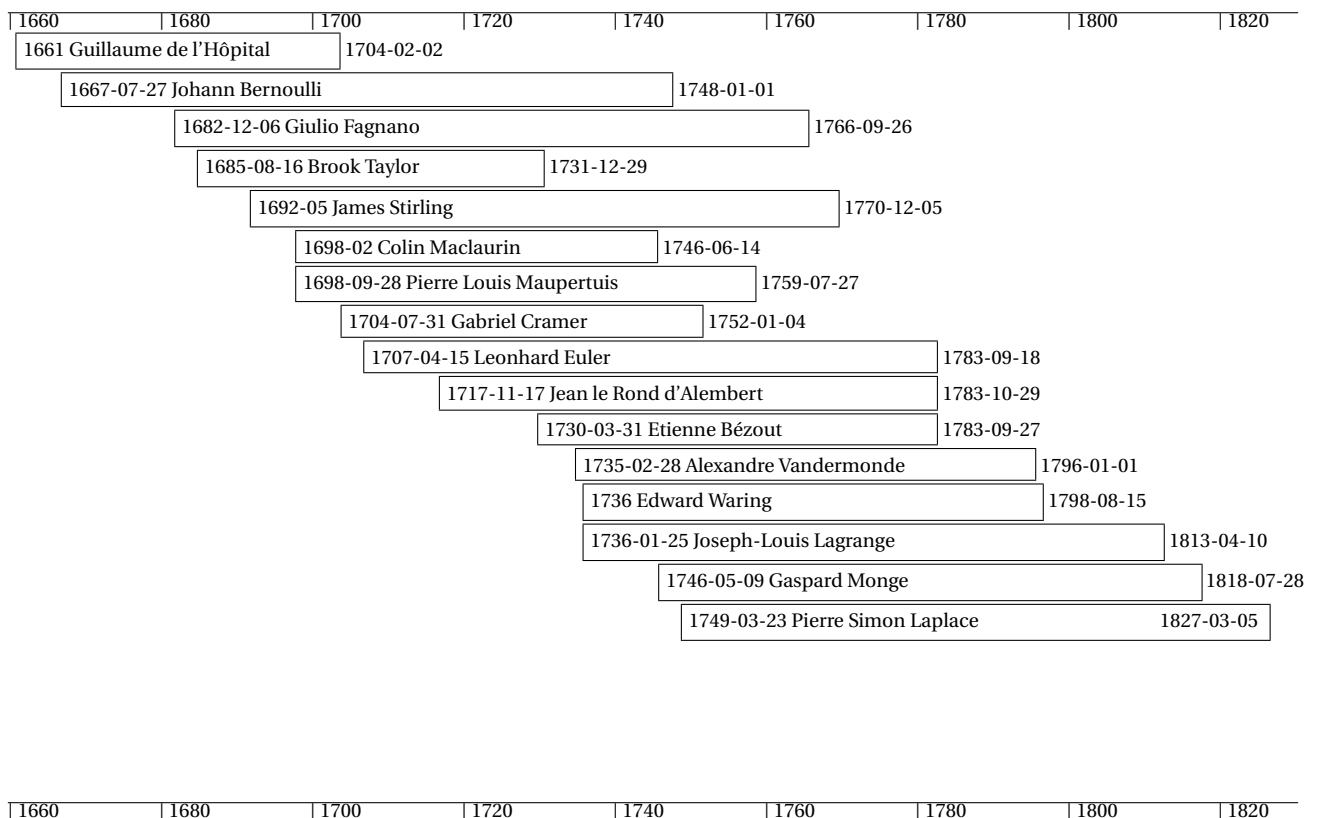 1660 1680 1700 1720 1740 1760 1780 1800 1820
1661 Guillaume de l'Hôpital 1704-02-02
1667-07-27 Johann Bernoulli 1748-01-01
1682-12-06 Giulio Fagnano 1766-09-26
1685-08-16 Brook Taylor 1731-12-29
1692-05 James Stirling 1770-12-05
1698-02 Colin Maclaurin 1746-06-14
1698-09-28 Pierre Louis Maupertuis 1759-07-27
1704-07-31 Gabriel Cramer 1752-01-04
1707-04-15 Leonhard Euler 1783-09-18
1717-11-17 Jean le Rond d'Alembert 1783-10-29
1730-03-31 Etienne Bézout 1783-09-27
1735-02-28 Alexandre Vandermonde 1796-01-01
1736 Edward Waring 1798-08-15
1736-01-25 Joseph-Louis Lagrange 1813-04-10
1746-05-09 Gaspard Monge 1818-07-28
1749-03-23 Pierre Simon Laplace 1827-03-05
1660 1680 1700 1720 1740 1760 1780 1800 1820